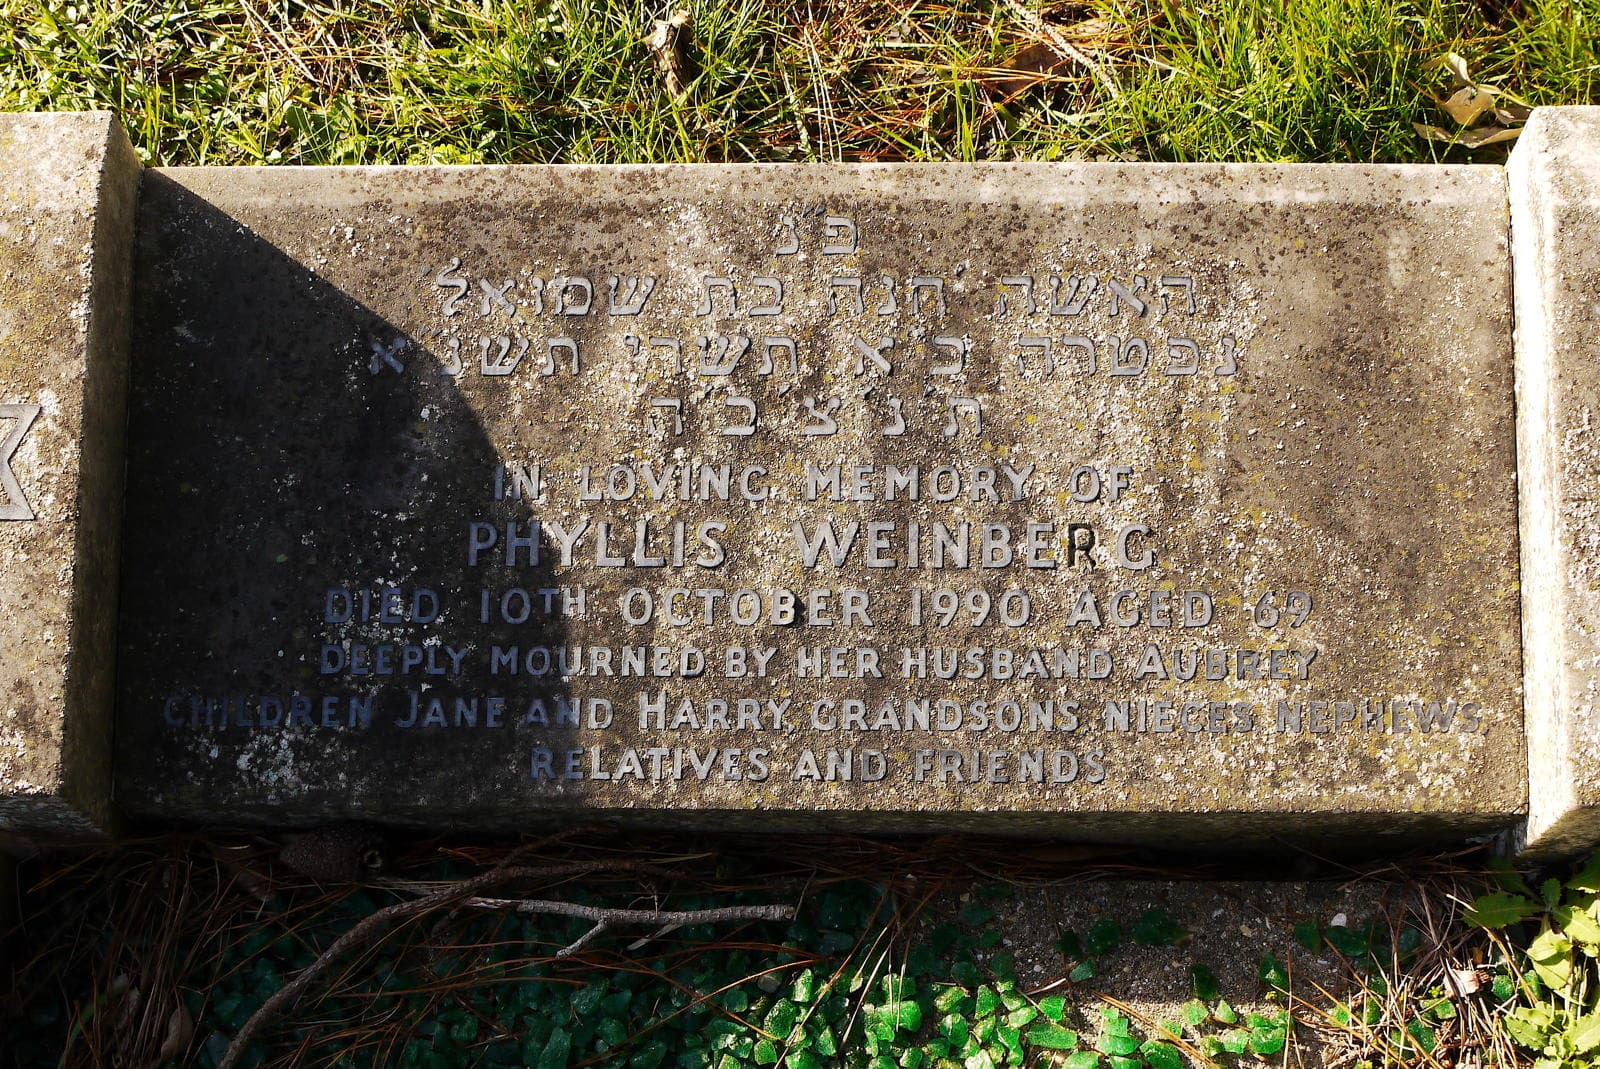 פ"נ
האשה חנה בת שמואל
נפטרה כ"א תשרי תשנ"א
ת'נ'צ'ב'ה
IN LOVING MEMORY OF
PHYLLIS WEINBERG
DIED 10TH OCTOBER 1990 AGED 69
DEEPLY MOURNED BY HER HUSBAND AUBREY
CHILDREN JANE AND HARRY, GRANDSONS, NIECES, NEPHEWS,
RELATIVES AND FRIENDS